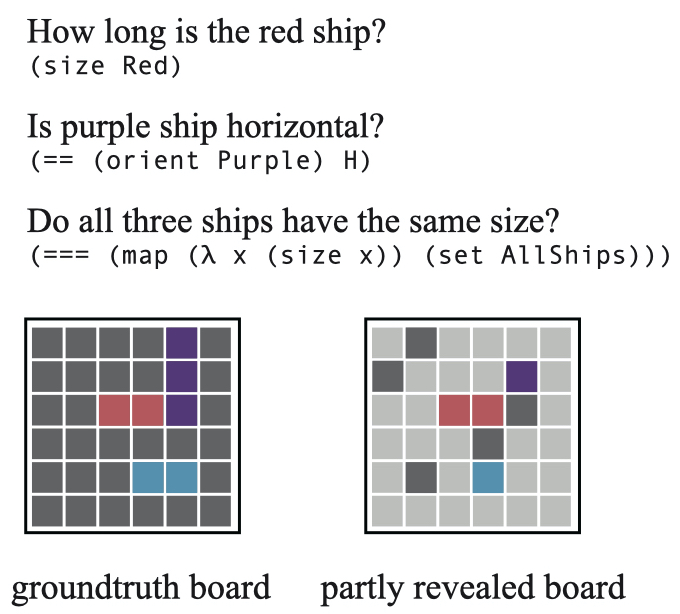 How long is the red ship?
(size Red)
Is purple ship horizontal?
(== (orient Purple) H)
Do all three ships have the same size?
(=== (map (λ x (size x)) (set AllShips)))
groundtruth board
partly revealed board